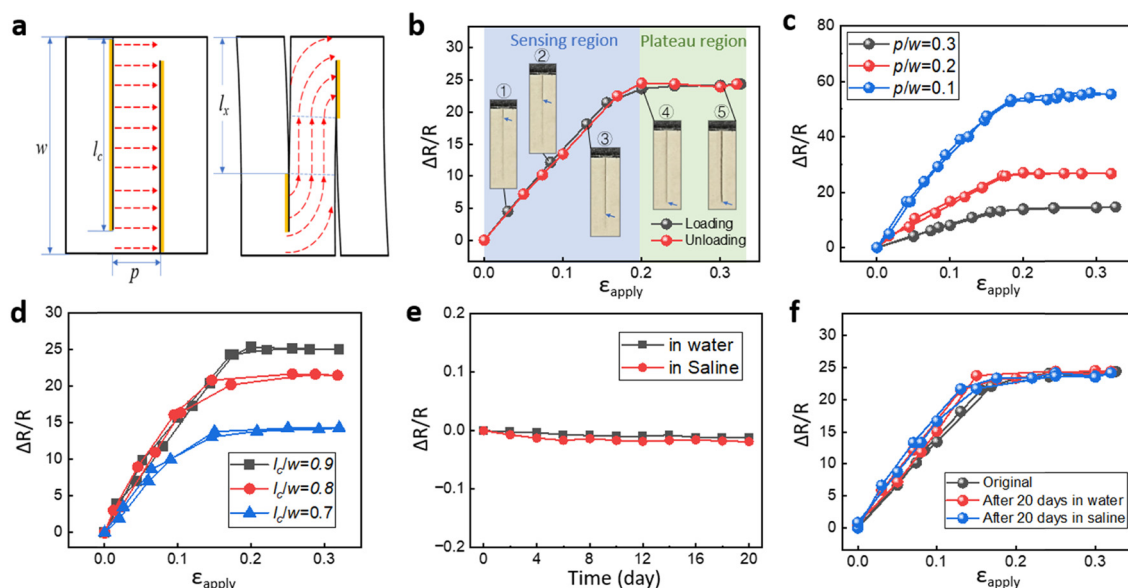 a
w
l_c
p
l_x
b
Sensing region
Plateau region
①
②
③
④
⑤
Loading
Unloading
ΔR/R
30
25
20
15
10
5
0
0.0 0.1 0.2 0.3
ε_apply
c
p/w=0.3
p/w=0.2
p/w=0.1
ΔR/R
80
60
40
20
0
0.0 0.1 0.2 0.3
ε_apply
d
ΔR/R
30
25
20
15
10
5
0
l_c/w=0.9
l_c/w=0.8
l_c/w=0.7
0.0 0.1 0.2 0.3
ε_apply
e
in water
in Saline
ΔR/R
0.2
0.1
0.0
−0.1
−0.2
0 4 8 12 16 20
Time (day)
f
ΔR/R
30
25
20
15
10
5
0
Original
After 20 days in water
After 20 days in saline
0.0 0.1 0.2 0.3
ε_apply